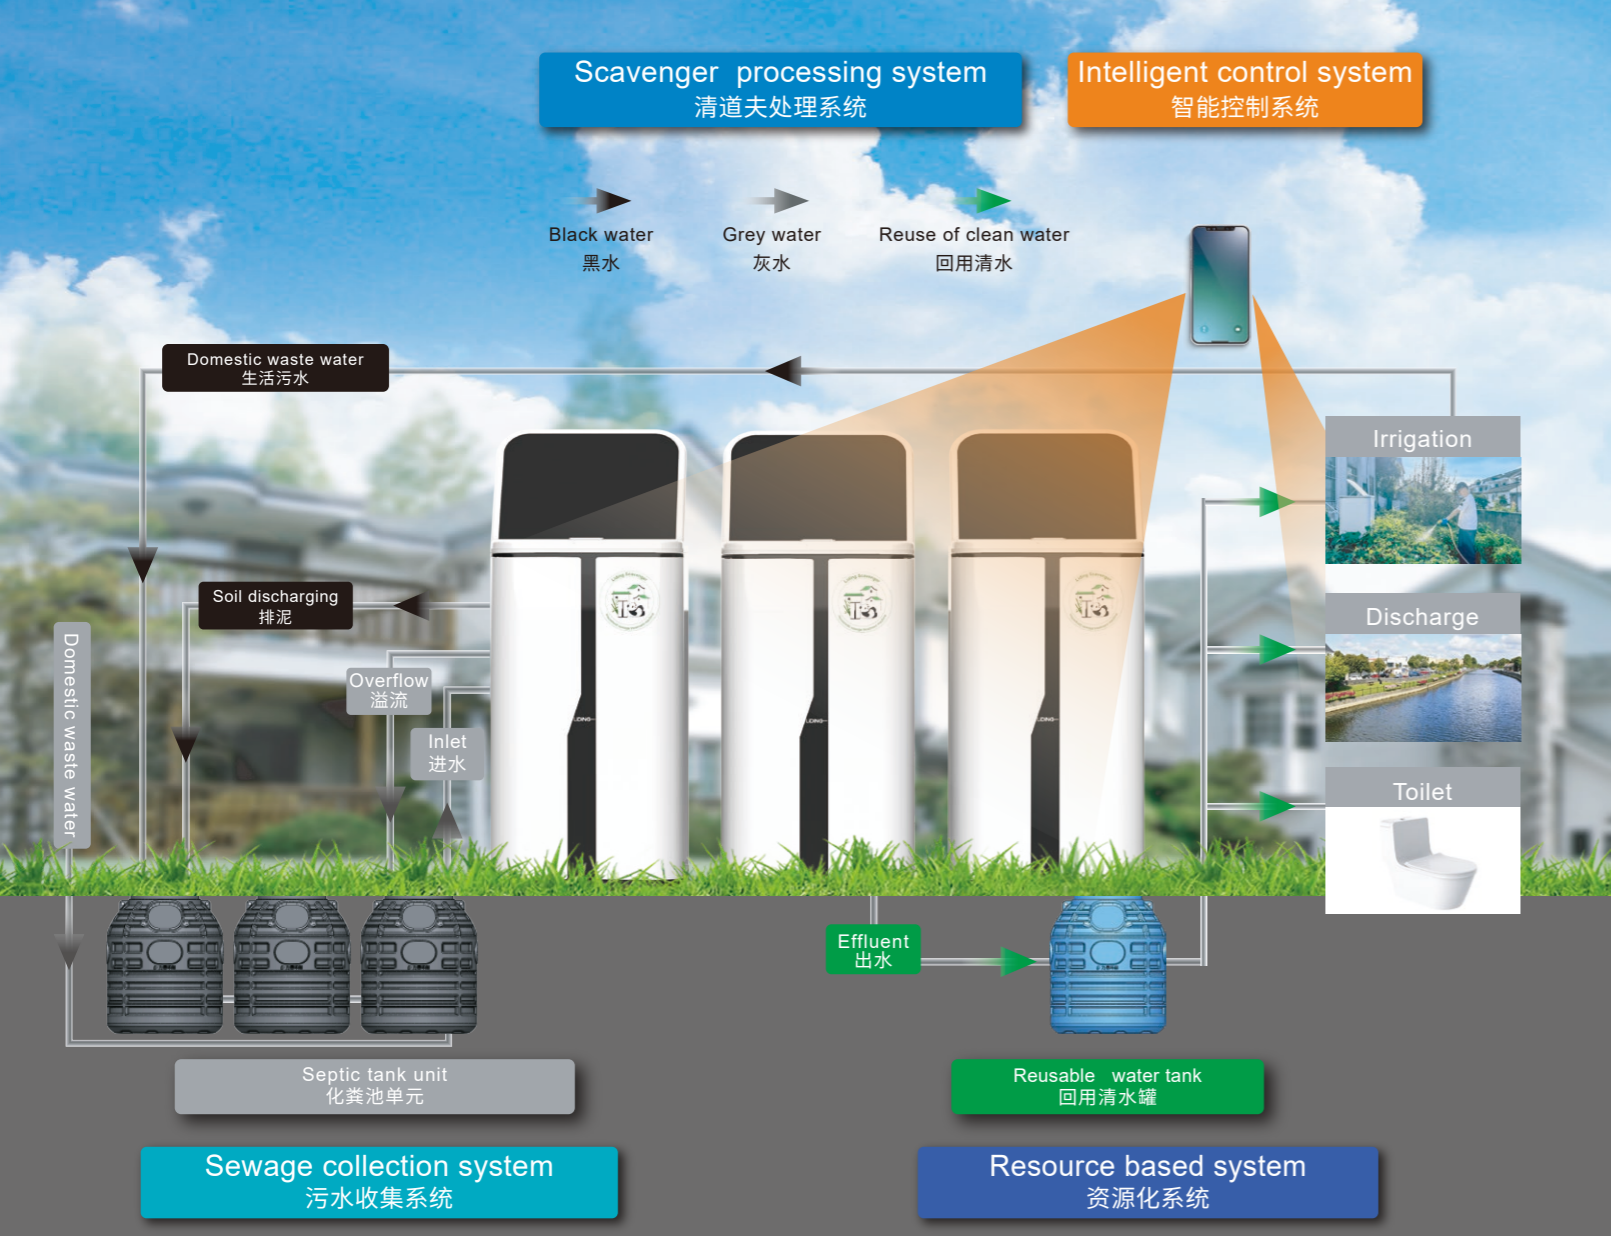 Scavenger processing system
清道夫处理系统
Intelligent control system
智能控制系统
Black water
黑水
Grey water
灰水
Reuse of clean water
回用清水
Domestic waste water
生活污水
Irrigation
Soil discharging
排泥
Discharge
Domestic waste water
Overflow
溢流
LIDING
LIDING
LIDING
Inlet
进水
Toilet
Effluent
出水
Septic tank unit
化粪池单元
Reusable water tank
回用清水罐
Sewage collection system
污水收集系统
Resource based system
资源化系统